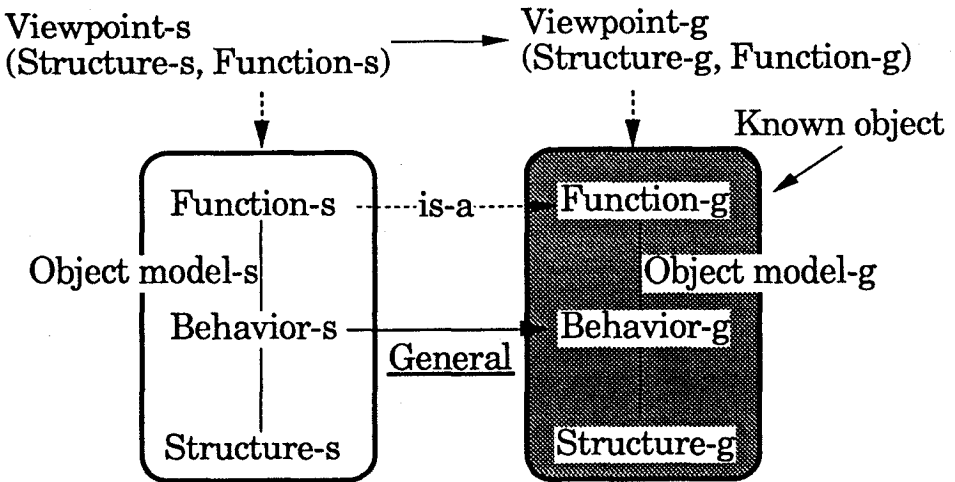 Viewpoint-s
(Structure-s, Function-s)
Viewpoint-g
(Structure-g, Function-g)
Known object
Function-s
is-a
Function-g
Object model-s
Object model-g
Behavior-s
Behavior-g
General
Structure-s
Structure-g